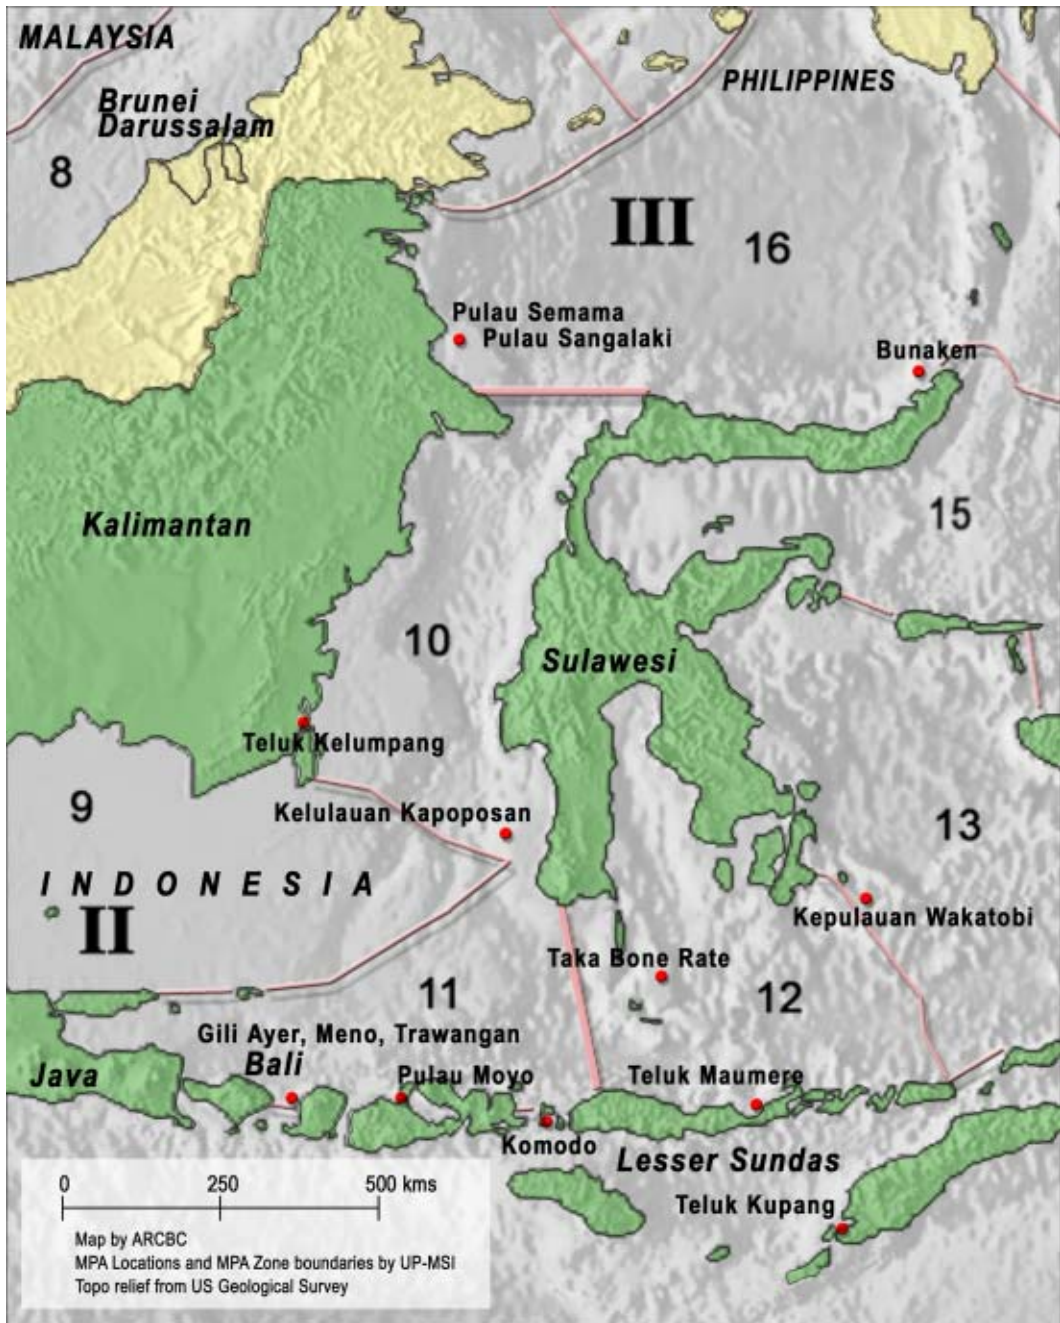 MALAYSIA
PHILIPPINES
Brunei
Darussalam
8
III
16
Pulau Semama
Pulau Sangalaki
Bunaken
Kalimantan
15
10
Sulawesi
Teluk Kelumpang
9
Kelulauan Kapoposan
13
INDONESIA
II
Kepulauan Wakatobi
Taka Bone Rate
11
12
Gili Ayer, Meno, Trawangan
Bali
Java
Pulau Moyo
Teluk Maumere
Komodo
Lesser Sundas
0 250 500 kms
Teluk Kupang
Map by ARCBC
MPA Locations and MPA Zone boundaries by UP-MSI
Topo relief from US Geological Survey